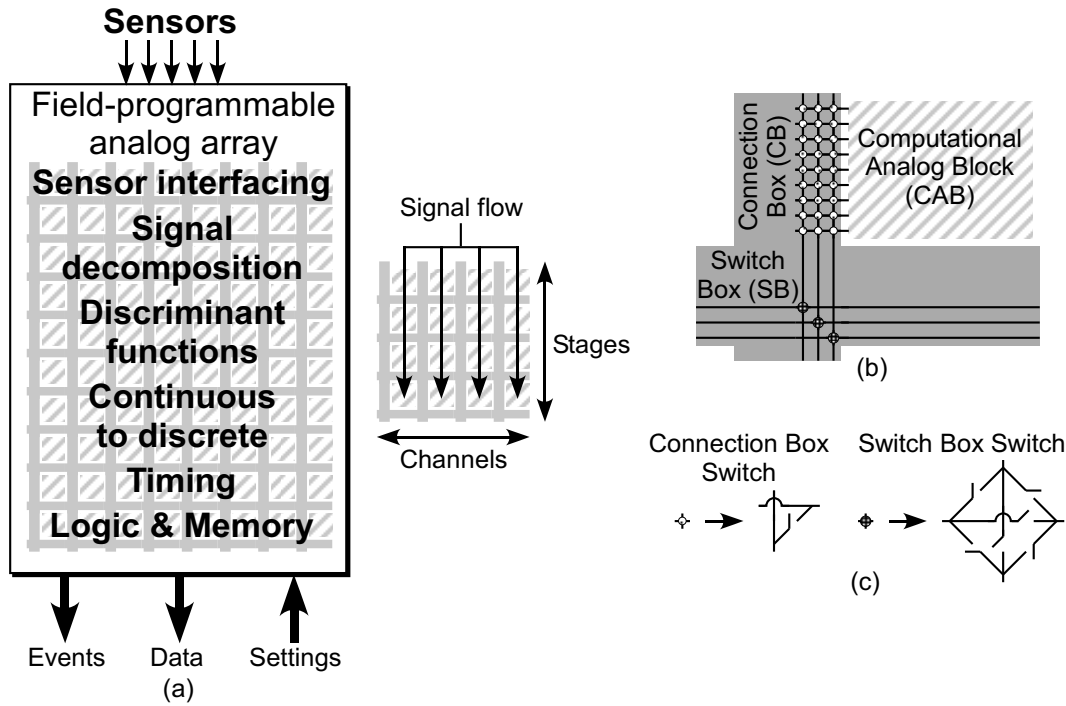 Sensors
Field-programmable
analog array
Sensor interfacing
Signal
decomposition
Discriminant
functions
Continuous
to discrete
Timing
Logic & Memory
Events
Data
Settings
(a)
Signal flow
Stages
Channels
Connection
Box (CB)
Computational
Analog Block
(CAB)
Switch
Box (SB)
(b)
Connection Box
Switch
Switch Box Switch
(c)